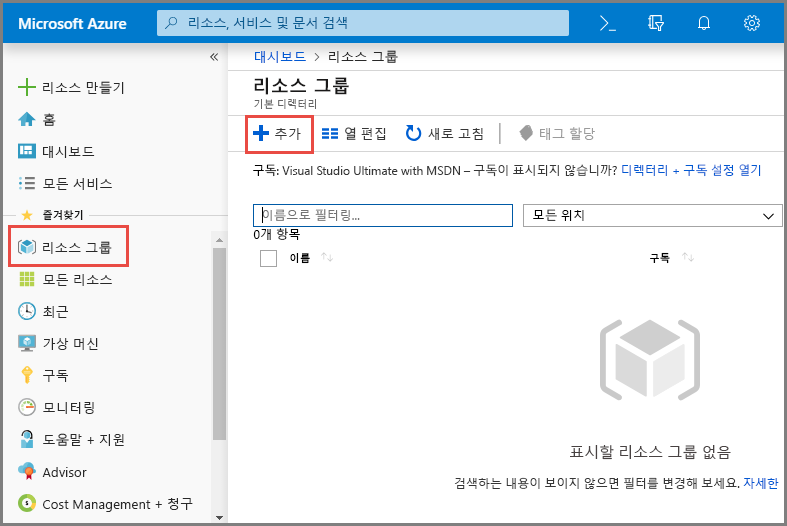 Microsoft Azure
리소스, 서비스 및 문서 검색
리소스 만들기
홈
대시보드
모든 서비스
즐겨찾기
리소스 그룹
모든 리소스
최근
가상 머신
구독
모니터링
도움말 + 지원
Advisor
Cost Management + 청구
대시보드 > 리소스 그룹
리소스 그룹
기본 디렉터리
추가 열 편집 새로 고침 태그 할당
구독: Visual Studio Ultimate with MSDN – 구독이 표시되지 않습니까? 디렉터리 + 구독 설정 열기
이름으로 필터링... 모든 위치
0개 항목
이름 구독
표시할 리소스 그룹 없음
검색하는 내용이 보이지 않으면 필터를 변경해 보세요. 자세한